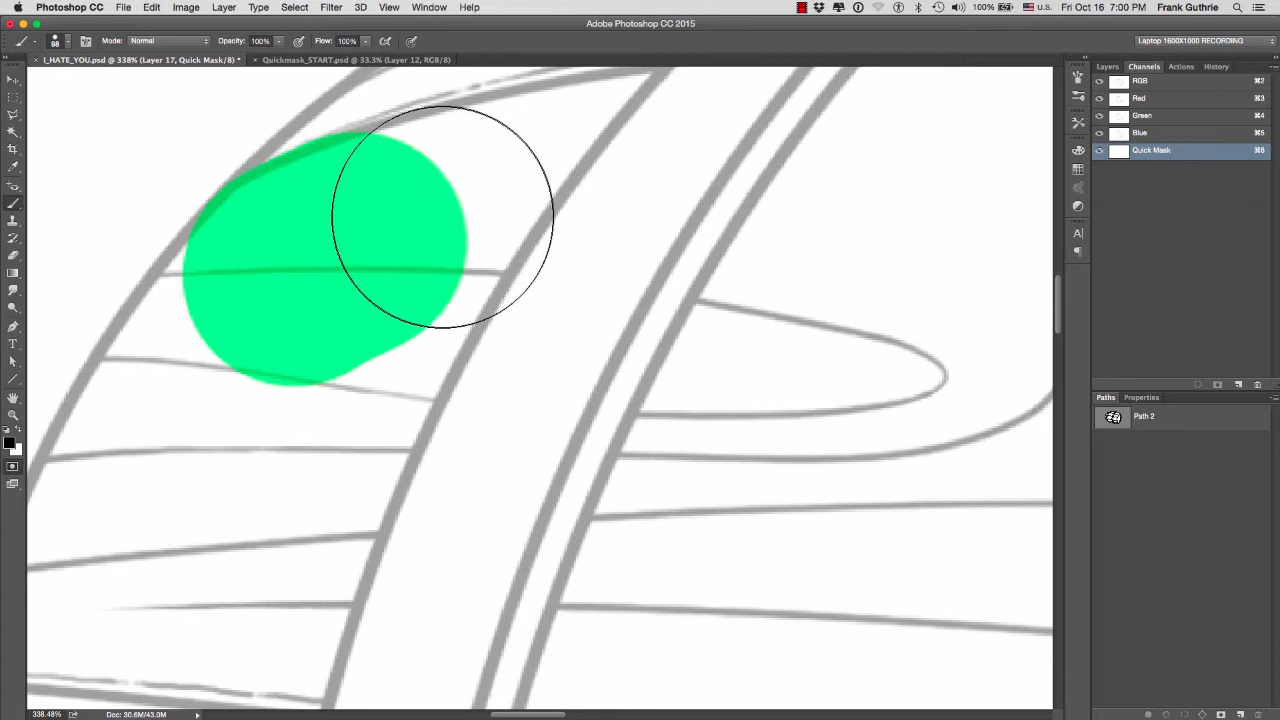 Photoshop CC File Edit Image Layer Type Select Filter 3D View Window Help 100% U.S. Fri Oct 16 7:00 PM Frank Guthrie
Adobe Photoshop CC 2015
98 Mode: Normal Opacity: 100% Flow: 100% Laptop 1600X1000 RECORDING
× I_HATE_YOU.psd @ 338% (Layer 17, Quick Mask/8) * × Quickmask_START.psd @ 33.3% (Layer 12, RGB/8)
Layers Channels Actions History
RGB ⌘2
Red ⌘3
Green ⌘4
Blue ⌘5
Quick Mask ⌘6
Paths Properties
Path 2
338.48% Doc: 30.6M/43.0M